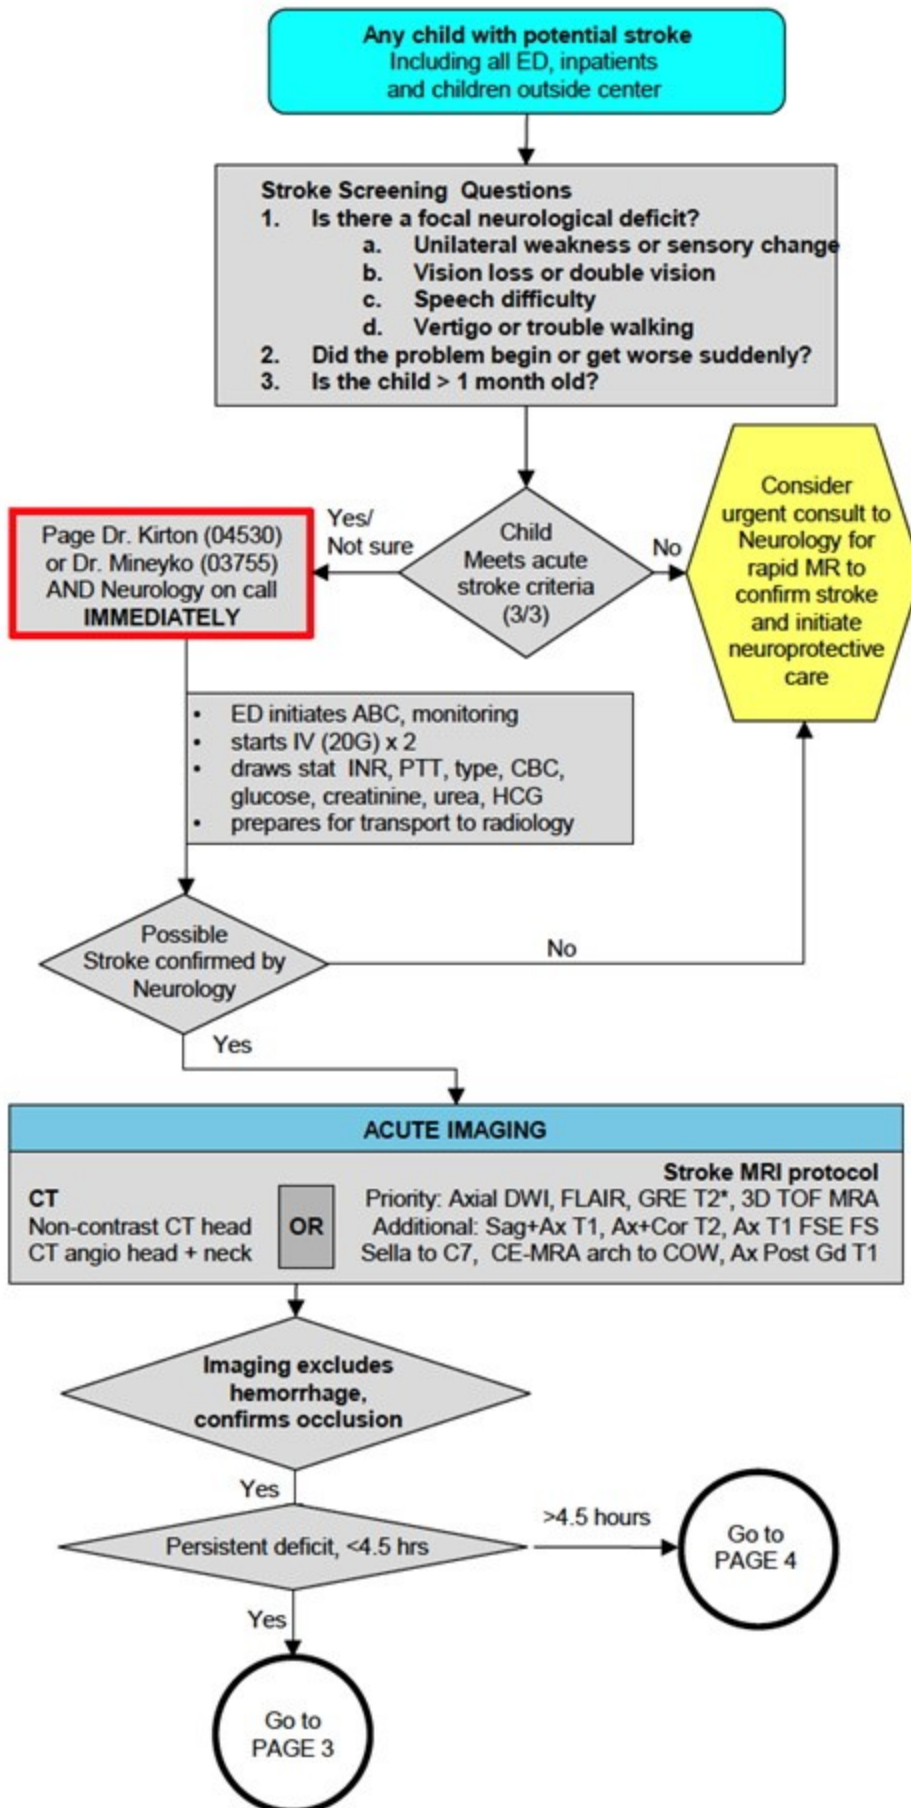 Any child with potential stroke
Including all ED, inpatients
and children outside center
Stroke Screening Questions
1. Is there a focal neurological deficit?
a. Unilateral weakness or sensory change
b. Vision loss or double vision
c. Speech difficulty
d. Vertigo or trouble walking
2. Did the problem begin or get worse suddenly?
3. Is the child > 1 month old?
Page Dr. Kirton (04530)
or Dr. Mineyko (03755)
AND Neurology on call
IMMEDIATELY
Yes/
Not sure
Child
Meets acute
stroke criteria
(3/3)
No
Consider
urgent consult to
Neurology for
rapid MR to
confirm stroke
and initiate
neuroprotective
care
• ED initiates ABC, monitoring
• starts IV (20G) x 2
• draws stat INR, PTT, type, CBC,
glucose, creatinine, urea, HCG
• prepares for transport to radiology
Possible
Stroke confirmed by
Neurology
No
Yes
ACUTE IMAGING
CT
Non-contrast CT head
CT angio head + neck
OR
Stroke MRI protocol
Priority: Axial DWI, FLAIR, GRE T2*, 3D TOF MRA
Additional: Sag+Ax T1, Ax+Cor T2, Ax T1 FSE FS
Sella to C7, CE-MRA arch to COW, Ax Post Gd T1
Imaging excludes
hemorrhage,
confirms occlusion
Yes
Persistent deficit, <4.5 hrs
>4.5 hours
Go to
PAGE 4
Yes
Go to
PAGE 3